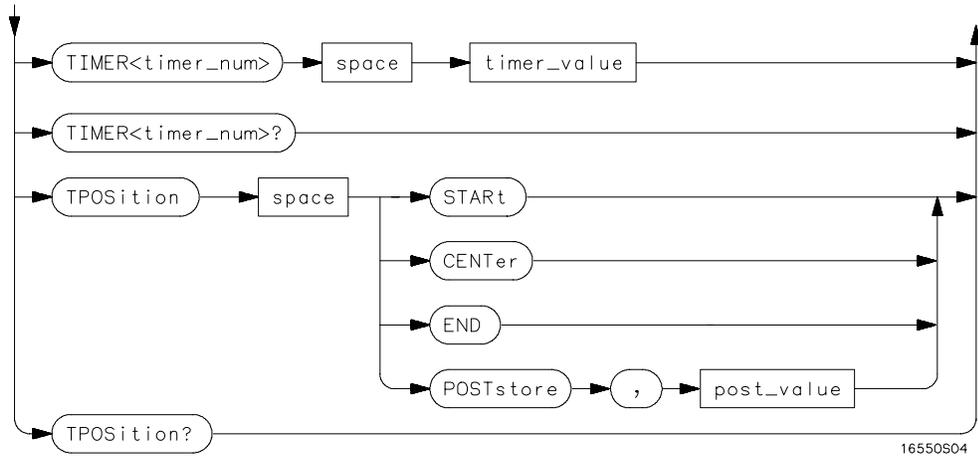 TIMER<timer_num> space timer_value
TIMER<timer_num>?
TPOSition space STARt
CENTer
END
POSTstore , post_value
TPOSition?
16550S04